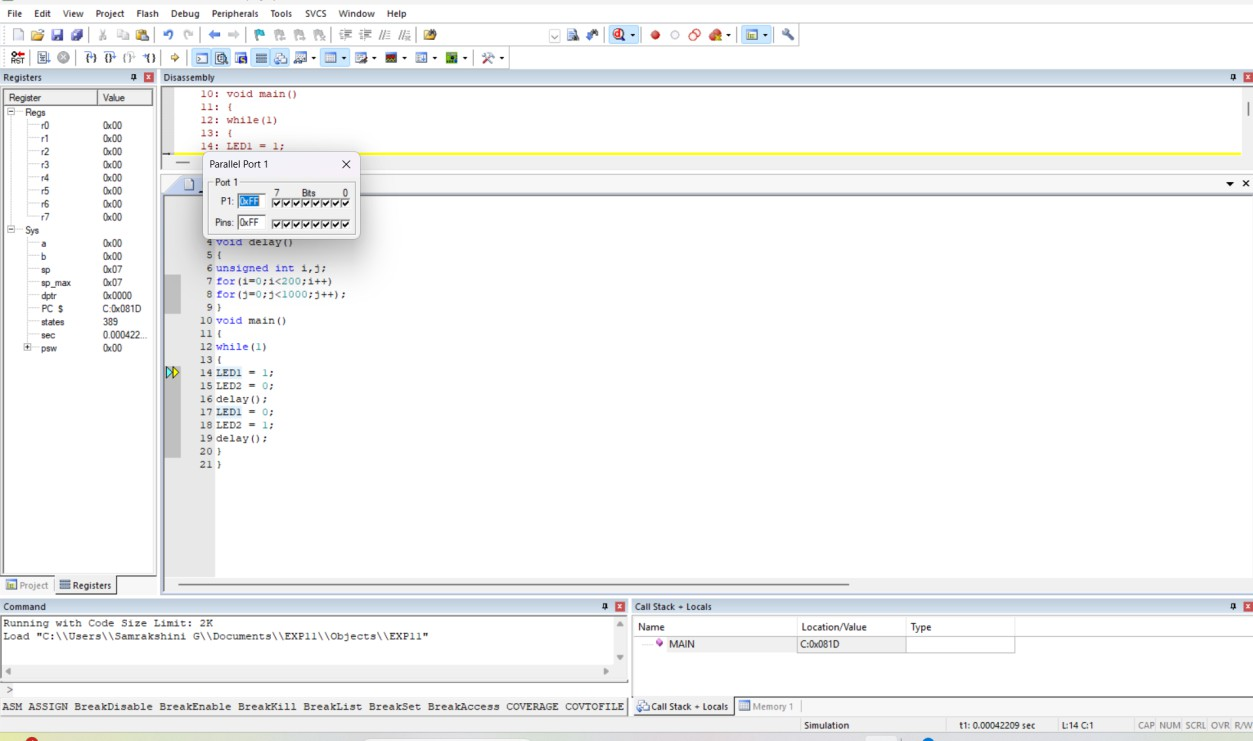 File Edit View Project Flash Debug Peripherals Tools SVCS Window Help
RST
Registers
Register Value
Regs
r0 0x00
r1 0x00
r2 0x00
r3 0x00
r4 0x00
r5 0x00
r6 0x00
r7 0x00
Sys
a 0x00
b 0x00
sp 0x07
sp_max 0x07
dptr 0x0000
PC $ C:0x081D
states 389
sec 0.000422...
psw 0x00
Project Registers
Disassembly
10: void main()
11: {
12: while(1)
13: {
14: LED1 = 1;
Parallel Port 1
Port 1
7 Bits 0
P1: 0xFF
Pins: 0xFF
4 void delay()
5 {
6 unsigned int i,j;
7 for(i=0;i<200;i++)
8 for(j=0;j<1000;j++);
9 }
10 void main()
11 {
12 while(1)
13 {
14 LED1 = 1;
15 LED2 = 0;
16 delay();
17 LED1 = 0;
18 LED2 = 1;
19 delay();
20 }
21 }
Command
Running with Code Size Limit: 2K
Load "C:\\Users\\Samrakshini G\\Documents\\EXP11\\Objects\\EXP11"
>
ASM ASSIGN BreakDisable BreakEnable BreakKill BreakList BreakSet BreakAccess COVERAGE COVTOFILE
Call Stack + Locals
Name Location/Value Type
MAIN C:0x081D
Call Stack + Locals Memory 1
Simulation t1: 0.00042209 sec L:14 C:1 CAP NUM SCRL OVR R/W